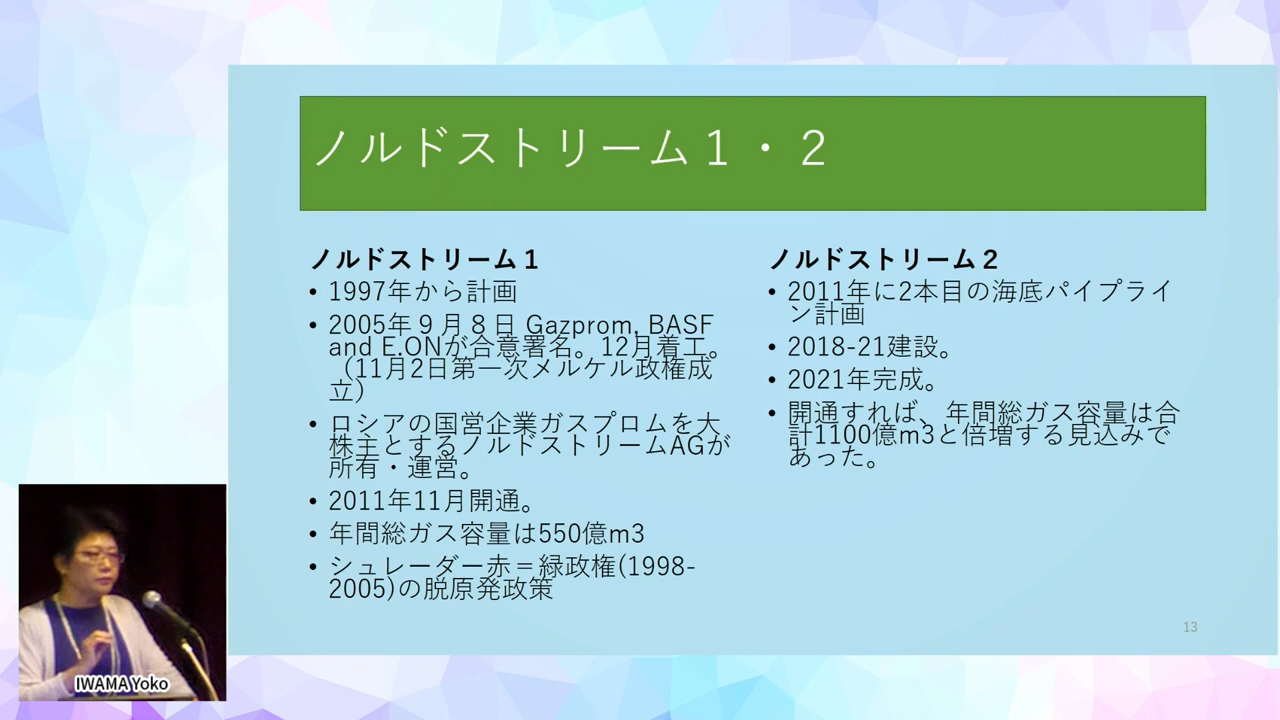 ノルドストリーム１・２
ノルドストリーム１
• 1997年から計画
• 2005年９月８日 Gazprom, BASF
and E.ONが合意署名。12月着工。
（11月2日第一次メルケル政権成
立）
• ロシアの国営企業ガスプロムを大
株主とするノルドストリームAGが
所有・運営。
• 2011年11月開通。
• 年間総ガス容量は550億m3
• シュレーダー赤＝緑政権(1998-
2005)の脱原発政策
ノルドストリーム２
• 2011年に2本目の海底パイプライ
ン計画
• 2018-21建設。
• 2021年完成。
• 開通すれば、年間総ガス容量は合
計1100億m3と倍増する見込みで
あった。
13
IWAMA Yoko